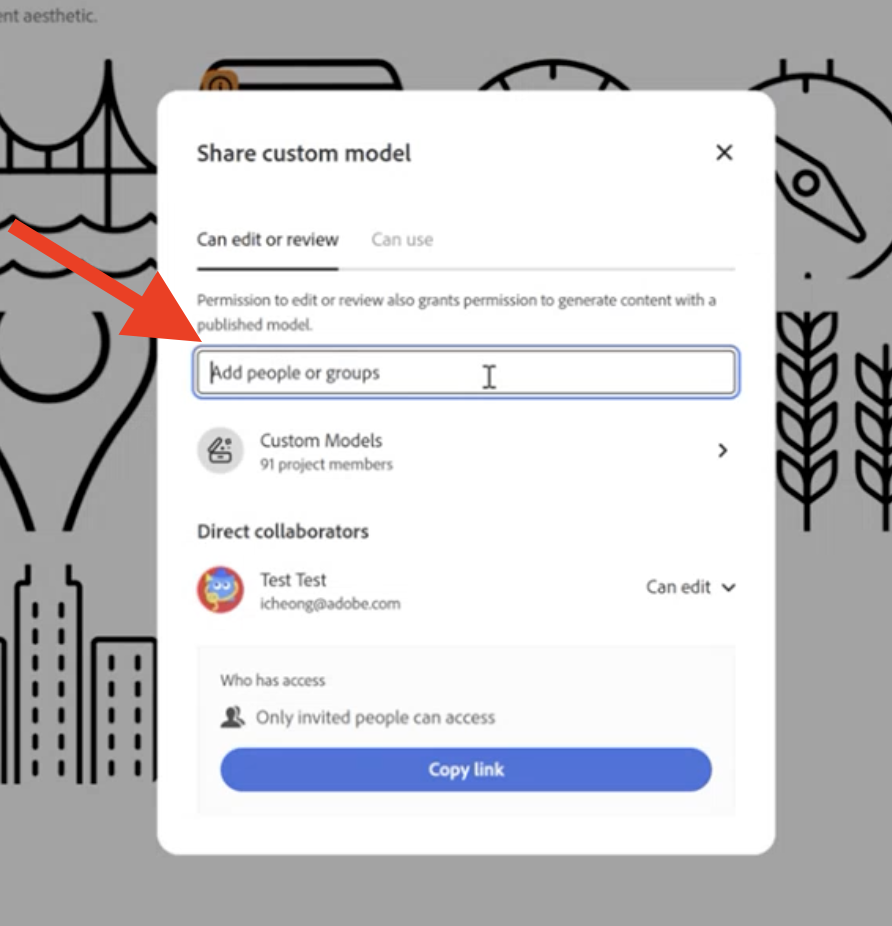 ent aesthetic.
Share custom model
Can edit or review
Can use
Permission to edit or review also grants permission to generate content with a
published model.
Add people or groups
Custom Models
91 project members
Direct collaborators
Test Test
icheong@adobe.com
Can edit
Who has access
Only invited people can access
Copy link